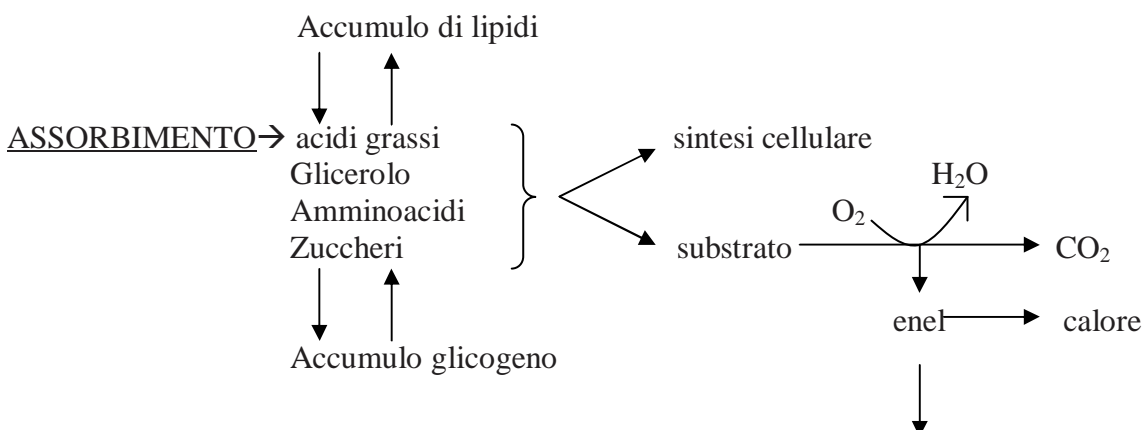 Accumulo di lipidi
ASSORBIMENTO→ acidi grassi
Glicerolo
Amminoacidi
Zuccheri
Accumulo glicogeno
sintesi cellulare
substrato
O₂
H₂O
CO₂
enel
calore